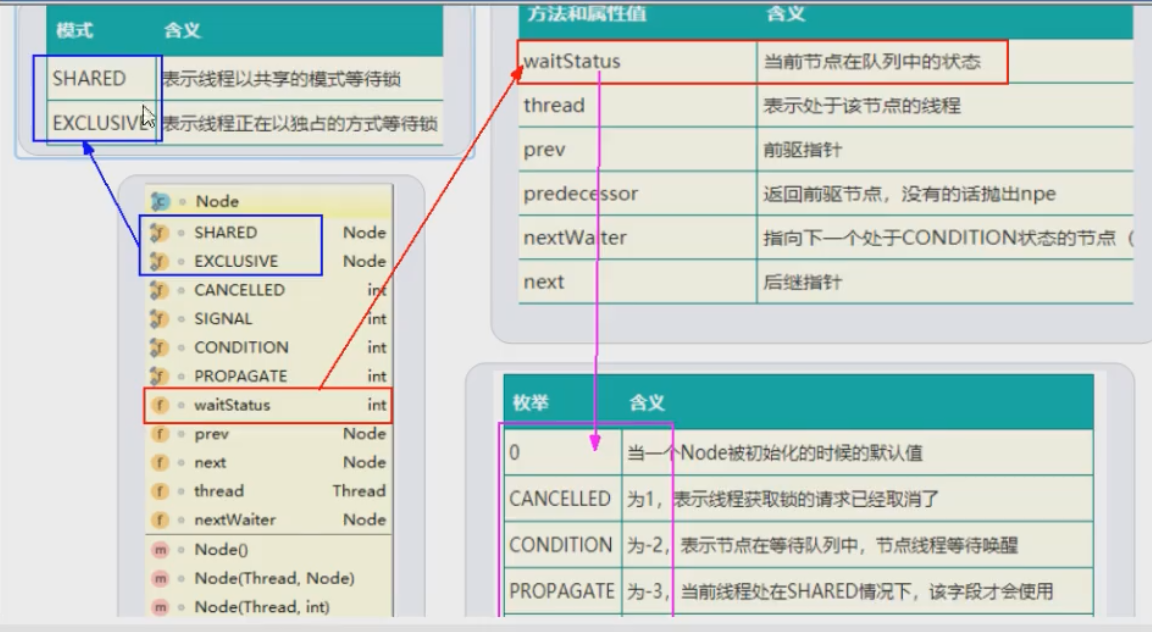 模式 含义
SHARED 表示线程以共享的模式等待锁
EXCLUSIVE 表示线程正在以独占的方式等待锁
Node
SHARED Node
EXCLUSIVE Node
CANCELLED int
SIGNAL int
CONDITION int
PROPAGATE int
waitStatus int
prev Node
next Node
thread Thread
nextWaiter Node
Node()
Node(Thread, Node)
Node(Thread, int)
方法和属性值 含义
waitStatus 当前节点在队列中的状态
thread 表示处于该节点的线程
prev 前驱指针
predecessor 返回前驱节点，没有的话抛出npe
nextWaiter 指向下一个处于CONDITION状态的节点（
next 后继指针
枚举 含义
0 当一个Node被初始化的时候的默认值
CANCELLED 为1，表示线程获取锁的请求已经取消了
CONDITION 为-2，表示节点在等待队列中，节点线程等待唤醒
PROPAGATE 为-3，当前线程处在SHARED情况下，该字段才会使用